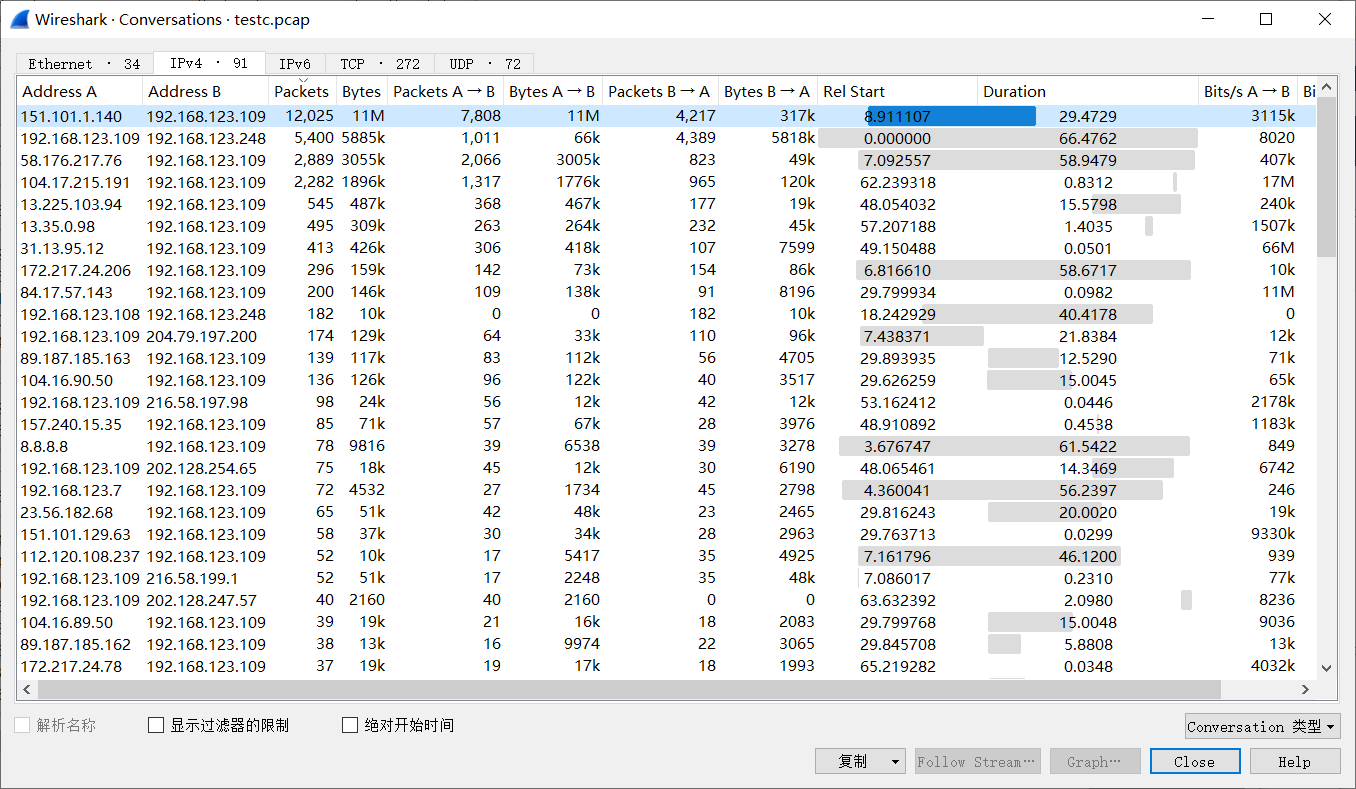 Wireshark · Conversations · testc.pcap
Ethernet · 34 IPv4 · 91 IPv6 TCP · 272 UDP · 72
Address A Address B Packets Bytes Packets A → B Bytes A → B Packets B → A Bytes B → A Rel Start Duration Bits/s A → B Bi
151.101.1.140 192.168.123.109 12,025 11M 7,808 11M 4,217 317k 8.911107 29.4729 3115k
192.168.123.109 192.168.123.248 5,400 5885k 1,011 66k 4,389 5818k 0.000000 66.4762 8020
58.176.217.76 192.168.123.109 2,889 3055k 2,066 3005k 823 49k 7.092557 58.9479 407k
104.17.215.191 192.168.123.109 2,282 1896k 1,317 1776k 965 120k 62.239318 0.8312 17M
13.225.103.94 192.168.123.109 545 487k 368 467k 177 19k 48.054032 15.5798 240k
13.35.0.98 192.168.123.109 495 309k 263 264k 232 45k 57.207188 1.4035 1507k
31.13.95.12 192.168.123.109 413 426k 306 418k 107 7599 49.150488 0.0501 66M
172.217.24.206 192.168.123.109 296 159k 142 73k 154 86k 6.816610 58.6717 10k
84.17.57.143 192.168.123.109 200 146k 109 138k 91 8196 29.799934 0.0982 11M
192.168.123.108 192.168.123.248 182 10k 0 0 182 10k 18.242929 40.4178 0
192.168.123.109 204.79.197.200 174 129k 64 33k 110 96k 7.438371 21.8384 12k
89.187.185.163 192.168.123.109 139 117k 83 112k 56 4705 29.893935 12.5290 71k
104.16.90.50 192.168.123.109 136 126k 96 122k 40 3517 29.626259 15.0045 65k
192.168.123.109 216.58.197.98 98 24k 56 12k 42 12k 53.162412 0.0446 2178k
157.240.15.35 192.168.123.109 85 71k 57 67k 28 3976 48.910892 0.4538 1183k
8.8.8.8 192.168.123.109 78 9816 39 6538 39 3278 3.676747 61.5422 849
192.168.123.109 202.128.254.65 75 18k 45 12k 30 6190 48.065461 14.3469 6742
192.168.123.7 192.168.123.109 72 4532 27 1734 45 2798 4.360041 56.2397 246
23.56.182.68 192.168.123.109 65 51k 42 48k 23 2465 29.816243 20.0020 19k
151.101.129.63 192.168.123.109 58 37k 30 34k 28 2963 29.763713 0.0299 9330k
112.120.108.237 192.168.123.109 52 10k 17 5417 35 4925 7.161796 46.1200 939
192.168.123.109 216.58.199.1 52 51k 17 2248 35 48k 7.086017 0.2310 77k
192.168.123.109 202.128.247.57 40 2160 40 2160 0 0 63.632392 2.0980 8236
104.16.89.50 192.168.123.109 39 19k 21 16k 18 2083 29.799768 15.0048 9036
89.187.185.162 192.168.123.109 38 13k 16 9974 22 3065 29.845708 5.8808 13k
172.217.24.78 192.168.123.109 37 19k 19 17k 18 1993 65.219282 0.0348 4032k
解析名称 显示过滤器的限制 绝对开始时间 Conversation 类型
复制 Follow Stream… Graph… Close Help